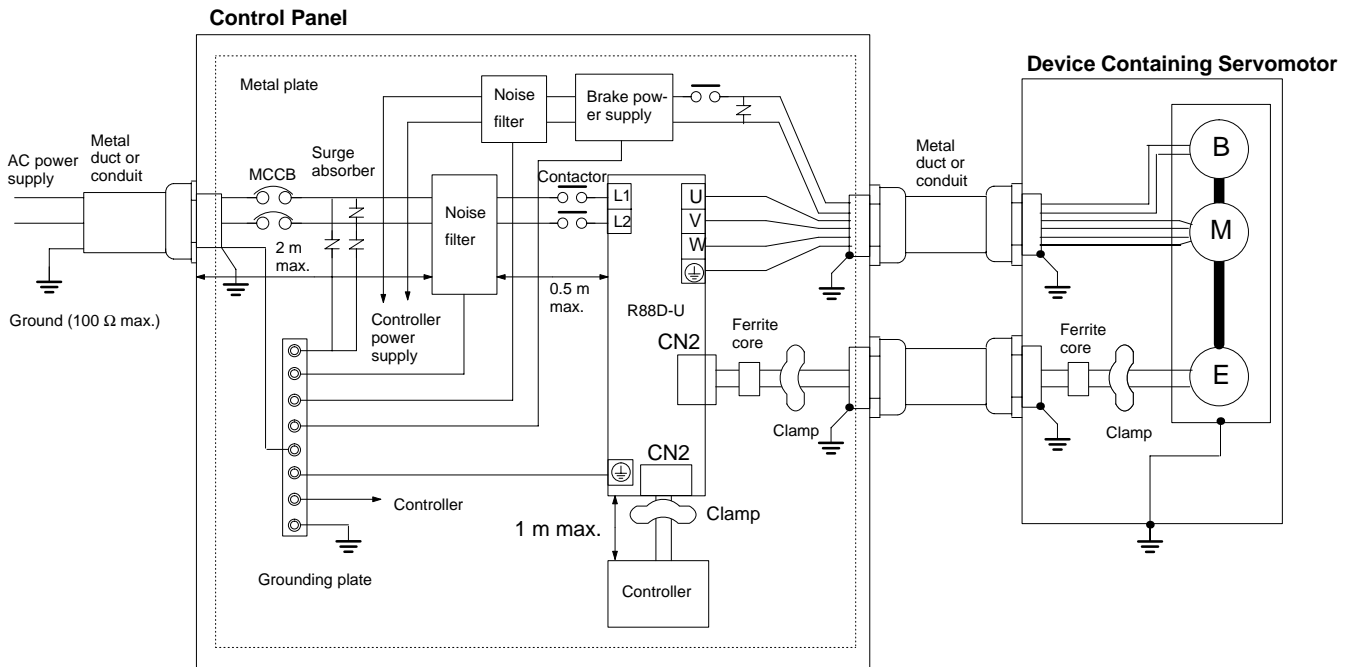 Control Panel
Device Containing Servomotor
Metal plate
Noise
filter
Brake pow-
er supply
AC power
supply
Metal
duct or
conduit
MCCB
Surge
absorber
Noise
filter
Contactor
L1
L2
U
V
W
Metal
duct or
conduit
B
M
E
2 m
max.
0.5 m
max.
R88D-U
Ground (100 Ω max.)
Controller
power
supply
CN2
Ferrite
core
Clamp
Ferrite
core
Clamp
CN2
Clamp
Controller
1 m max.
Grounding plate
Controller